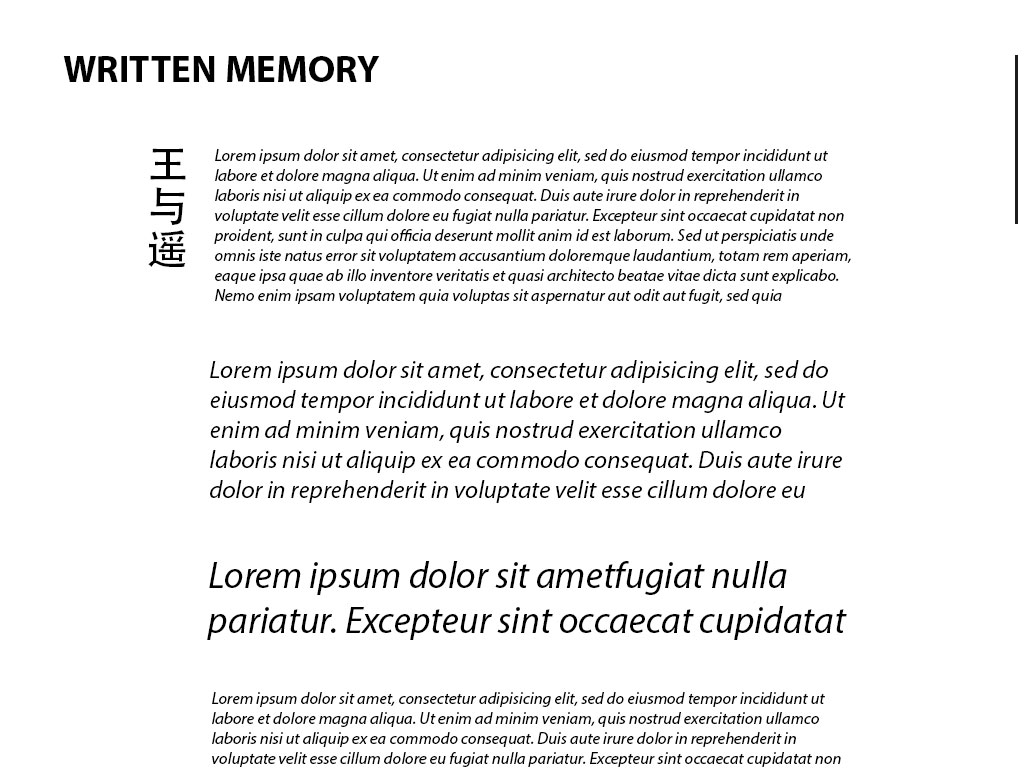 WRITTEN MEMORY
王与遥
Lorem ipsum dolor sit amet, consectetur adipisicing elit, sed do eiusmod tempor incididunt ut
labore et dolore magna aliqua. Ut enim ad minim veniam, quis nostrud exercitation ullamco
laboris nisi ut aliquip ex ea commodo consequat. Duis aute irure dolor in reprehenderit in
voluptate velit esse cillum dolore eu fugiat nulla pariatur. Excepteur sint occaecat cupidatat non
proident, sunt in culpa qui officia deserunt mollit anim id est laborum. Sed ut perspiciatis unde
omnis iste natus error sit voluptatem accusantium doloremque laudantium, totam rem aperiam,
eaque ipsa quae ab illo inventore veritatis et quasi architecto beatae vitae dicta sunt explicabo.
Nemo enim ipsam voluptatem quia voluptas sit aspernatur aut odit aut fugit, sed quia
Lorem ipsum dolor sit amet, consectetur adipisicing elit, sed do
eiusmod tempor incididunt ut labore et dolore magna aliqua. Ut
enim ad minim veniam, quis nostrud exercitation ullamco
laboris nisi ut aliquip ex ea commodo consequat. Duis aute irure
dolor in reprehenderit in voluptate velit esse cillum dolore eu
Lorem ipsum dolor sit ametfugiat nulla
pariatur. Excepteur sint occaecat cupidatat
Lorem ipsum dolor sit amet, consectetur adipisicing elit, sed do eiusmod tempor incididunt ut
labore et dolore magna aliqua. Ut enim ad minim veniam, quis nostrud exercitation ullamco
laboris nisi ut aliquip ex ea commodo consequat. Duis aute irure dolor in reprehenderit in
voluptate velit esse cillum dolore eu fugiat nulla pariatur. Excepteur sint occaecat cupidatat non